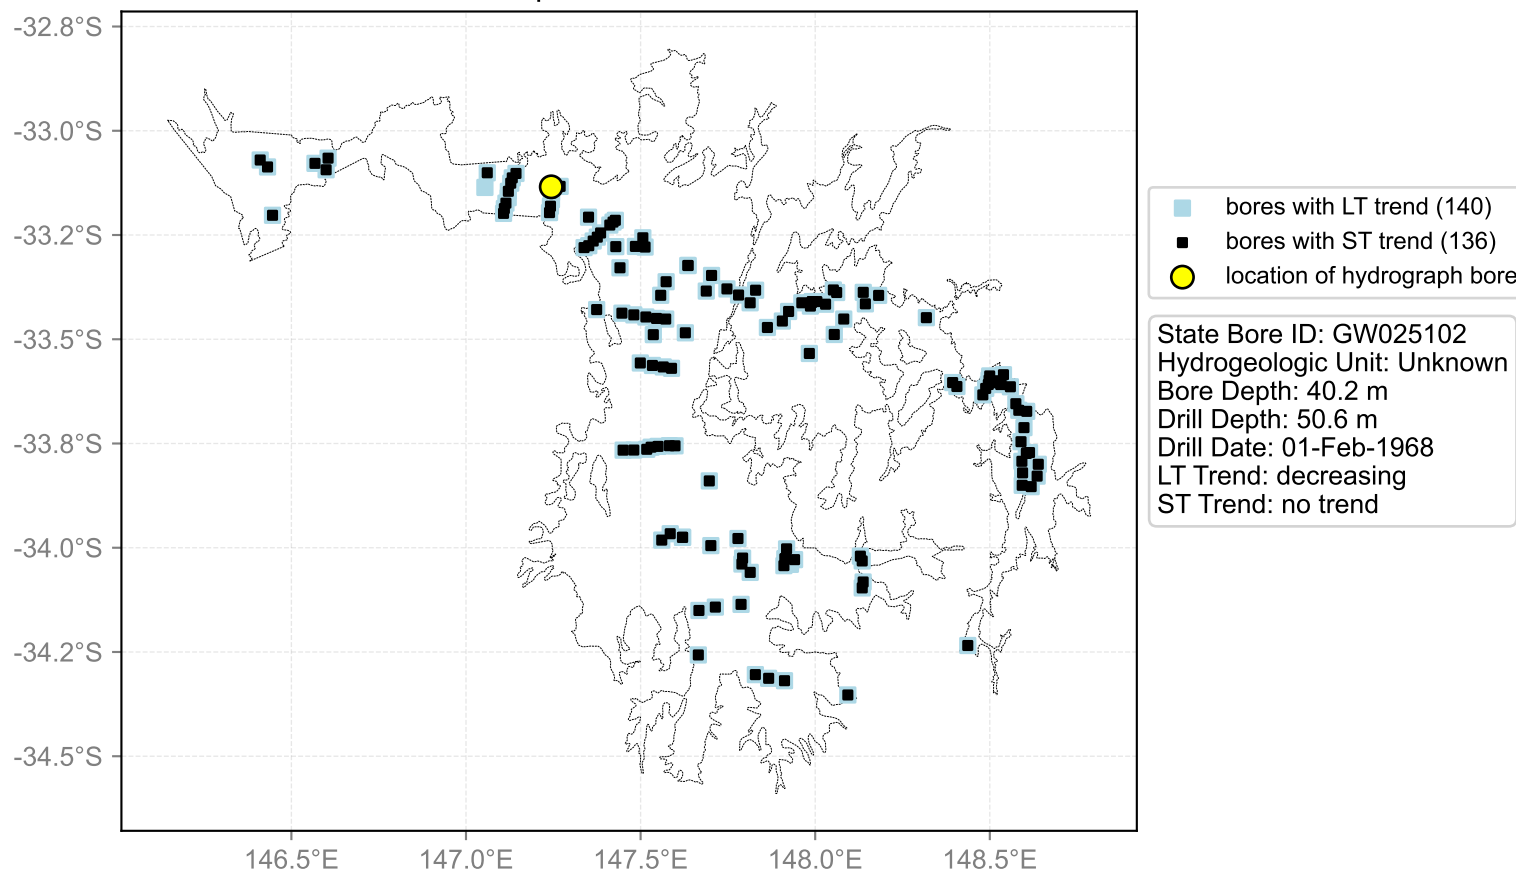 -32.8°S
-33.0°S
-33.2°S
-33.5°S
-33.8°S
-34.0°S
-34.2°S
-34.5°S
146.5°E
147.0°E
147.5°E
148.0°E
148.5°E
bores with LT trend (140)
bores with ST trend (136)
location of hydrograph bore
State Bore ID: GW025102
Hydrogeologic Unit: Unknown
Bore Depth: 40.2 m
Drill Depth: 50.6 m
Drill Date: 01-Feb-1968
LT Trend: decreasing
ST Trend: no trend